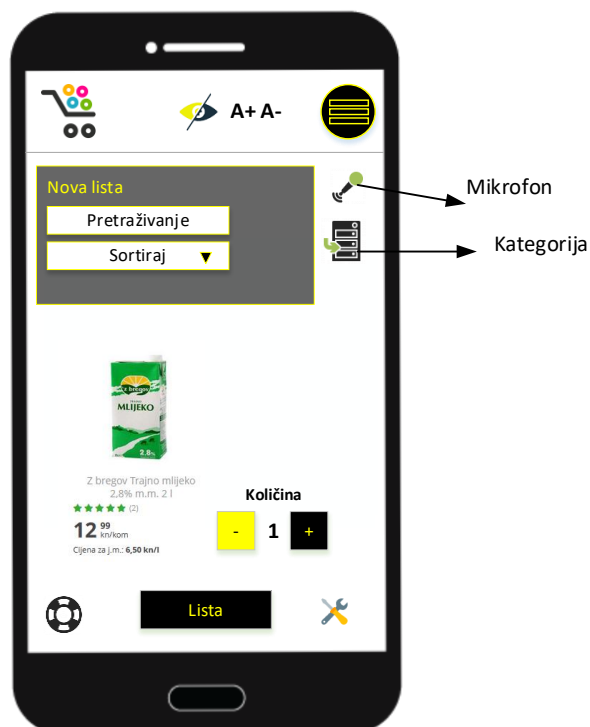 A+ A-
Nova lista
Pretraživanje
Sortiraj
Mikrofon
Kategorija
Z bregov
MLIJEKO
2.8%
Z bregov Trajno mlijeko
2,8% m.m. 2 l
(2)
12 99
kn/kom
Cijena za j.m.: 6,50 kn/l
Količina
- 1 +
Lista